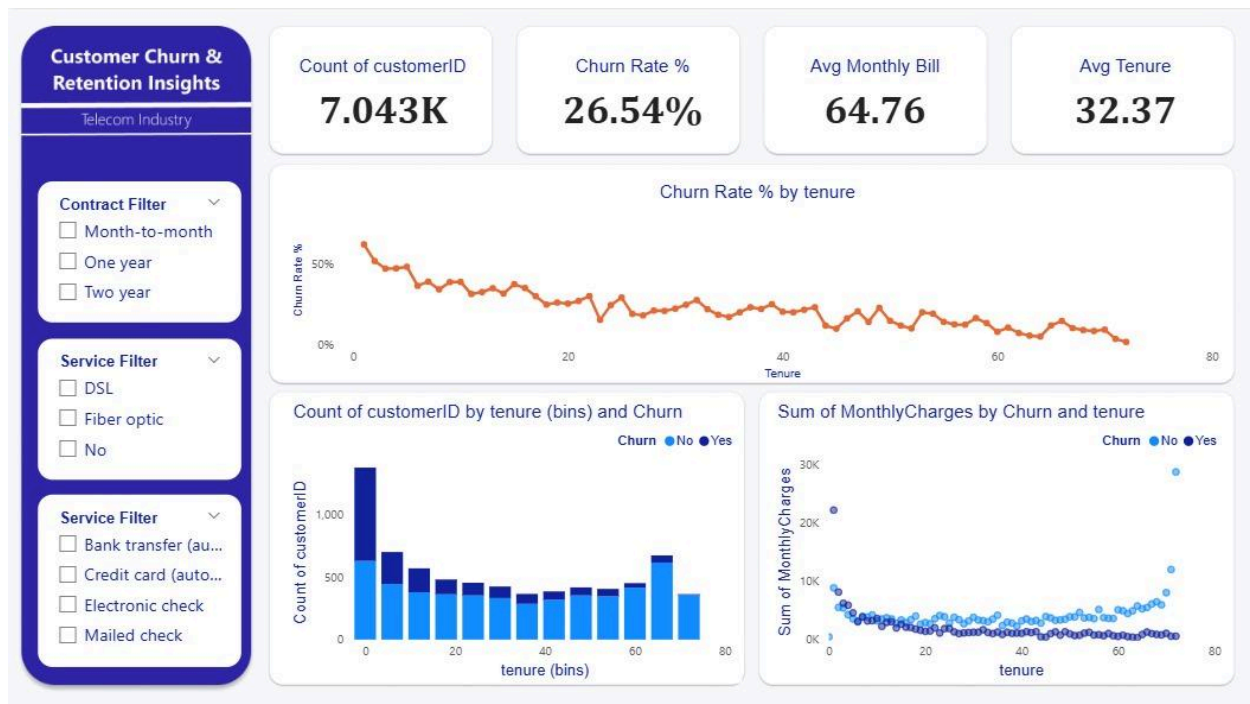 Customer Churn &
Retention Insights
Telecom Industry
Contract Filter
Month-to-month
One year
Two year
Service Filter
DSL
Fiber optic
No
Service Filter
Bank transfer (au...
Credit card (auto...
Electronic check
Mailed check
Count of customerID
7.043K
Churn Rate %
26.54%
Avg Monthly Bill
64.76
Avg Tenure
32.37
Churn Rate % by tenure
Churn Rate %
50%
0%
0 20 40 60 80
Tenure
Count of customerID by tenure (bins) and Churn
Churn No Yes
Count of customerID
1,000
500
0
0 20 40 60 80
tenure (bins)
Sum of MonthlyCharges by Churn and tenure
Churn No Yes
Sum of MonthlyCharges
30K
20K
10K
0K
0 20 40 60 80
tenure